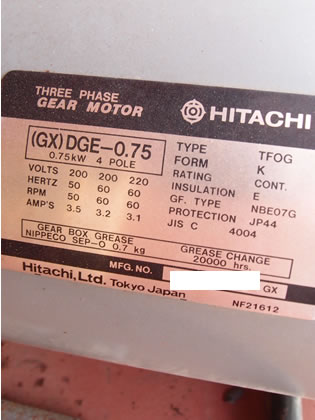 THREE PHASE
GEAR MOTOR
HITACHI
(GX) DGE-0.75
0.75kW 4 POLE
VOLTS 200 200 220
HERTZ 50 60 60
RPM 50 60 60
AMP'S 3.5 3.2 3.1
TYPE TFOG
FORM K
RATING CONT.
INSULATION E
GF. TYPE NBE07G
PROTECTION JP44
JIS C 4004
GEAR BOX GREASE
NIPPECO SEP-0 0.7 kg
GREASE CHANGE
20000 hrs.
MFG. NO. GX
Hitachi, Ltd. Tokyo Japan
NF21612